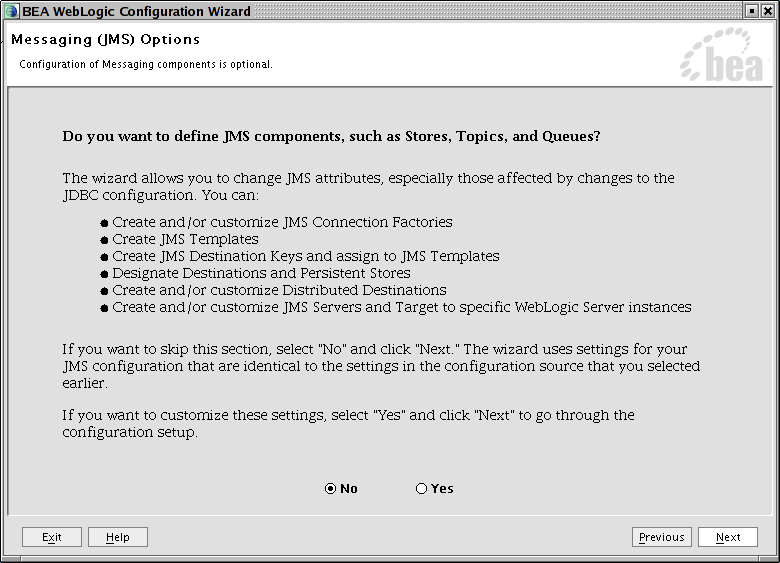 BEA WebLogic Configuration Wizard
Messaging (JMS) Options
Configuration of Messaging components is optional.
bea
Do you want to define JMS components, such as Stores, Topics, and Queues?
The wizard allows you to change JMS attributes, especially those affected by changes to the
JDBC configuration. You can:
● Create and/or customize JMS Connection Factories
● Create JMS Templates
● Create JMS Destination Keys and assign to JMS Templates
● Designate Destinations and Persistent Stores
● Create and/or customize Distributed Destinations
● Create and/or customize JMS Servers and Target to specific WebLogic Server instances
If you want to skip this section, select "No" and click "Next." The wizard uses settings for your
JMS configuration that are identical to the settings in the configuration source that you selected
earlier.
If you want to customize these settings, select "Yes" and click "Next" to go through the
configuration setup.
No Yes
Exit Help Previous Next